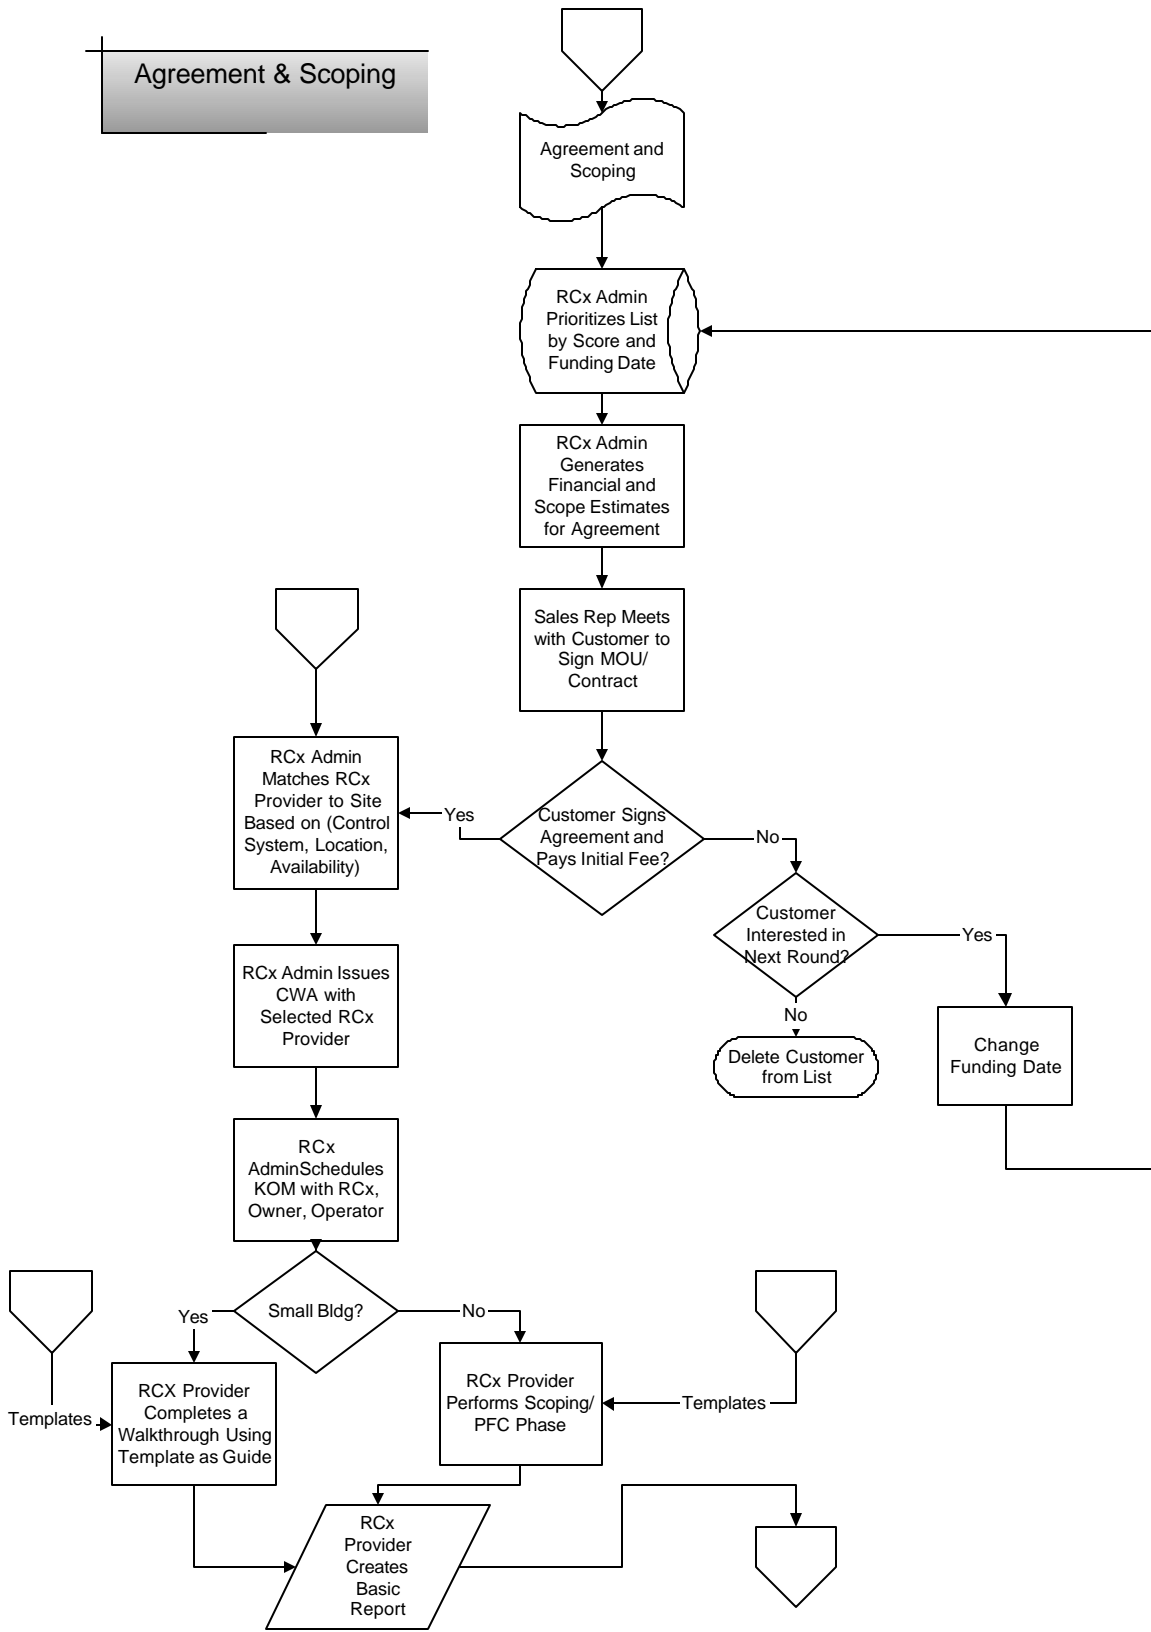 Agreement & Scoping
Agreement and
Scoping
RCx Admin
Prioritizes List
by Score and
Funding Date
RCx Admin
Generates
Financial and
Scope Estimates
for Agreement
Sales Rep Meets
with Customer to
Sign MOU/
Contract
RCx Admin
Matches RCx
Provider to Site
Based on (Control
System, Location,
Availability)
Yes
Customer Signs
Agreement and
Pays Initial Fee?
No
Customer
Interested in
Next Round?
Yes
No
Delete Customer
from List
Change
Funding Date
RCx Admin Issues
CWA with
Selected RCx
Provider
RCx
AdminSchedules
KOM with RCx,
Owner, Operator
Small Bldg?
Yes
No
Templates
RCX Provider
Completes a
Walkthrough Using
Template as Guide
RCx Provider
Performs Scoping/
PFC Phase
Templates
RCx
Provider
Creates
Basic
Report